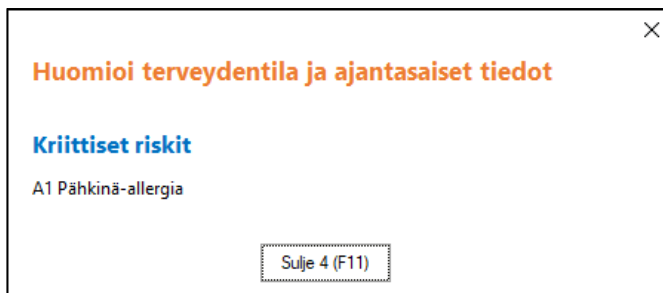 Huomioi terveydentila ja ajantasaiset tiedot
Kriittiset riskit
A1 Pähkinä-allergia
Sulje 4 (F11)